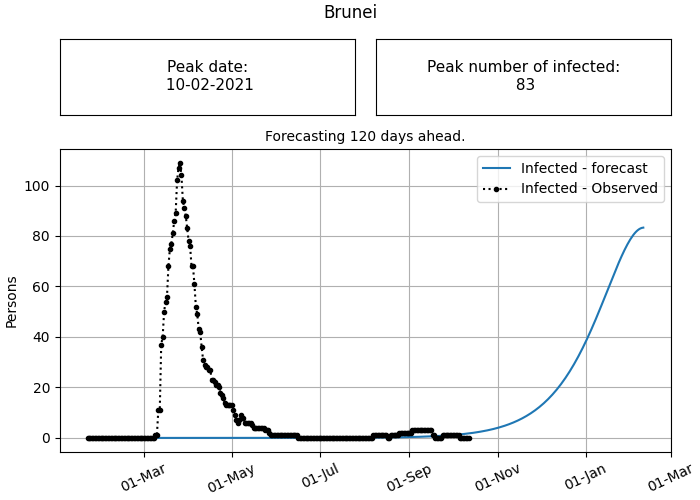 Brunei
Peak date:
10-02-2021
Peak number of infected:
83
Forecasting 120 days ahead.
Infected - forecast
Infected - Observed
Persons
100
80
60
40
20
0
01-Mar
01-May
01-Jul
01-Sep
01-Nov
01-Jan
01-Mar